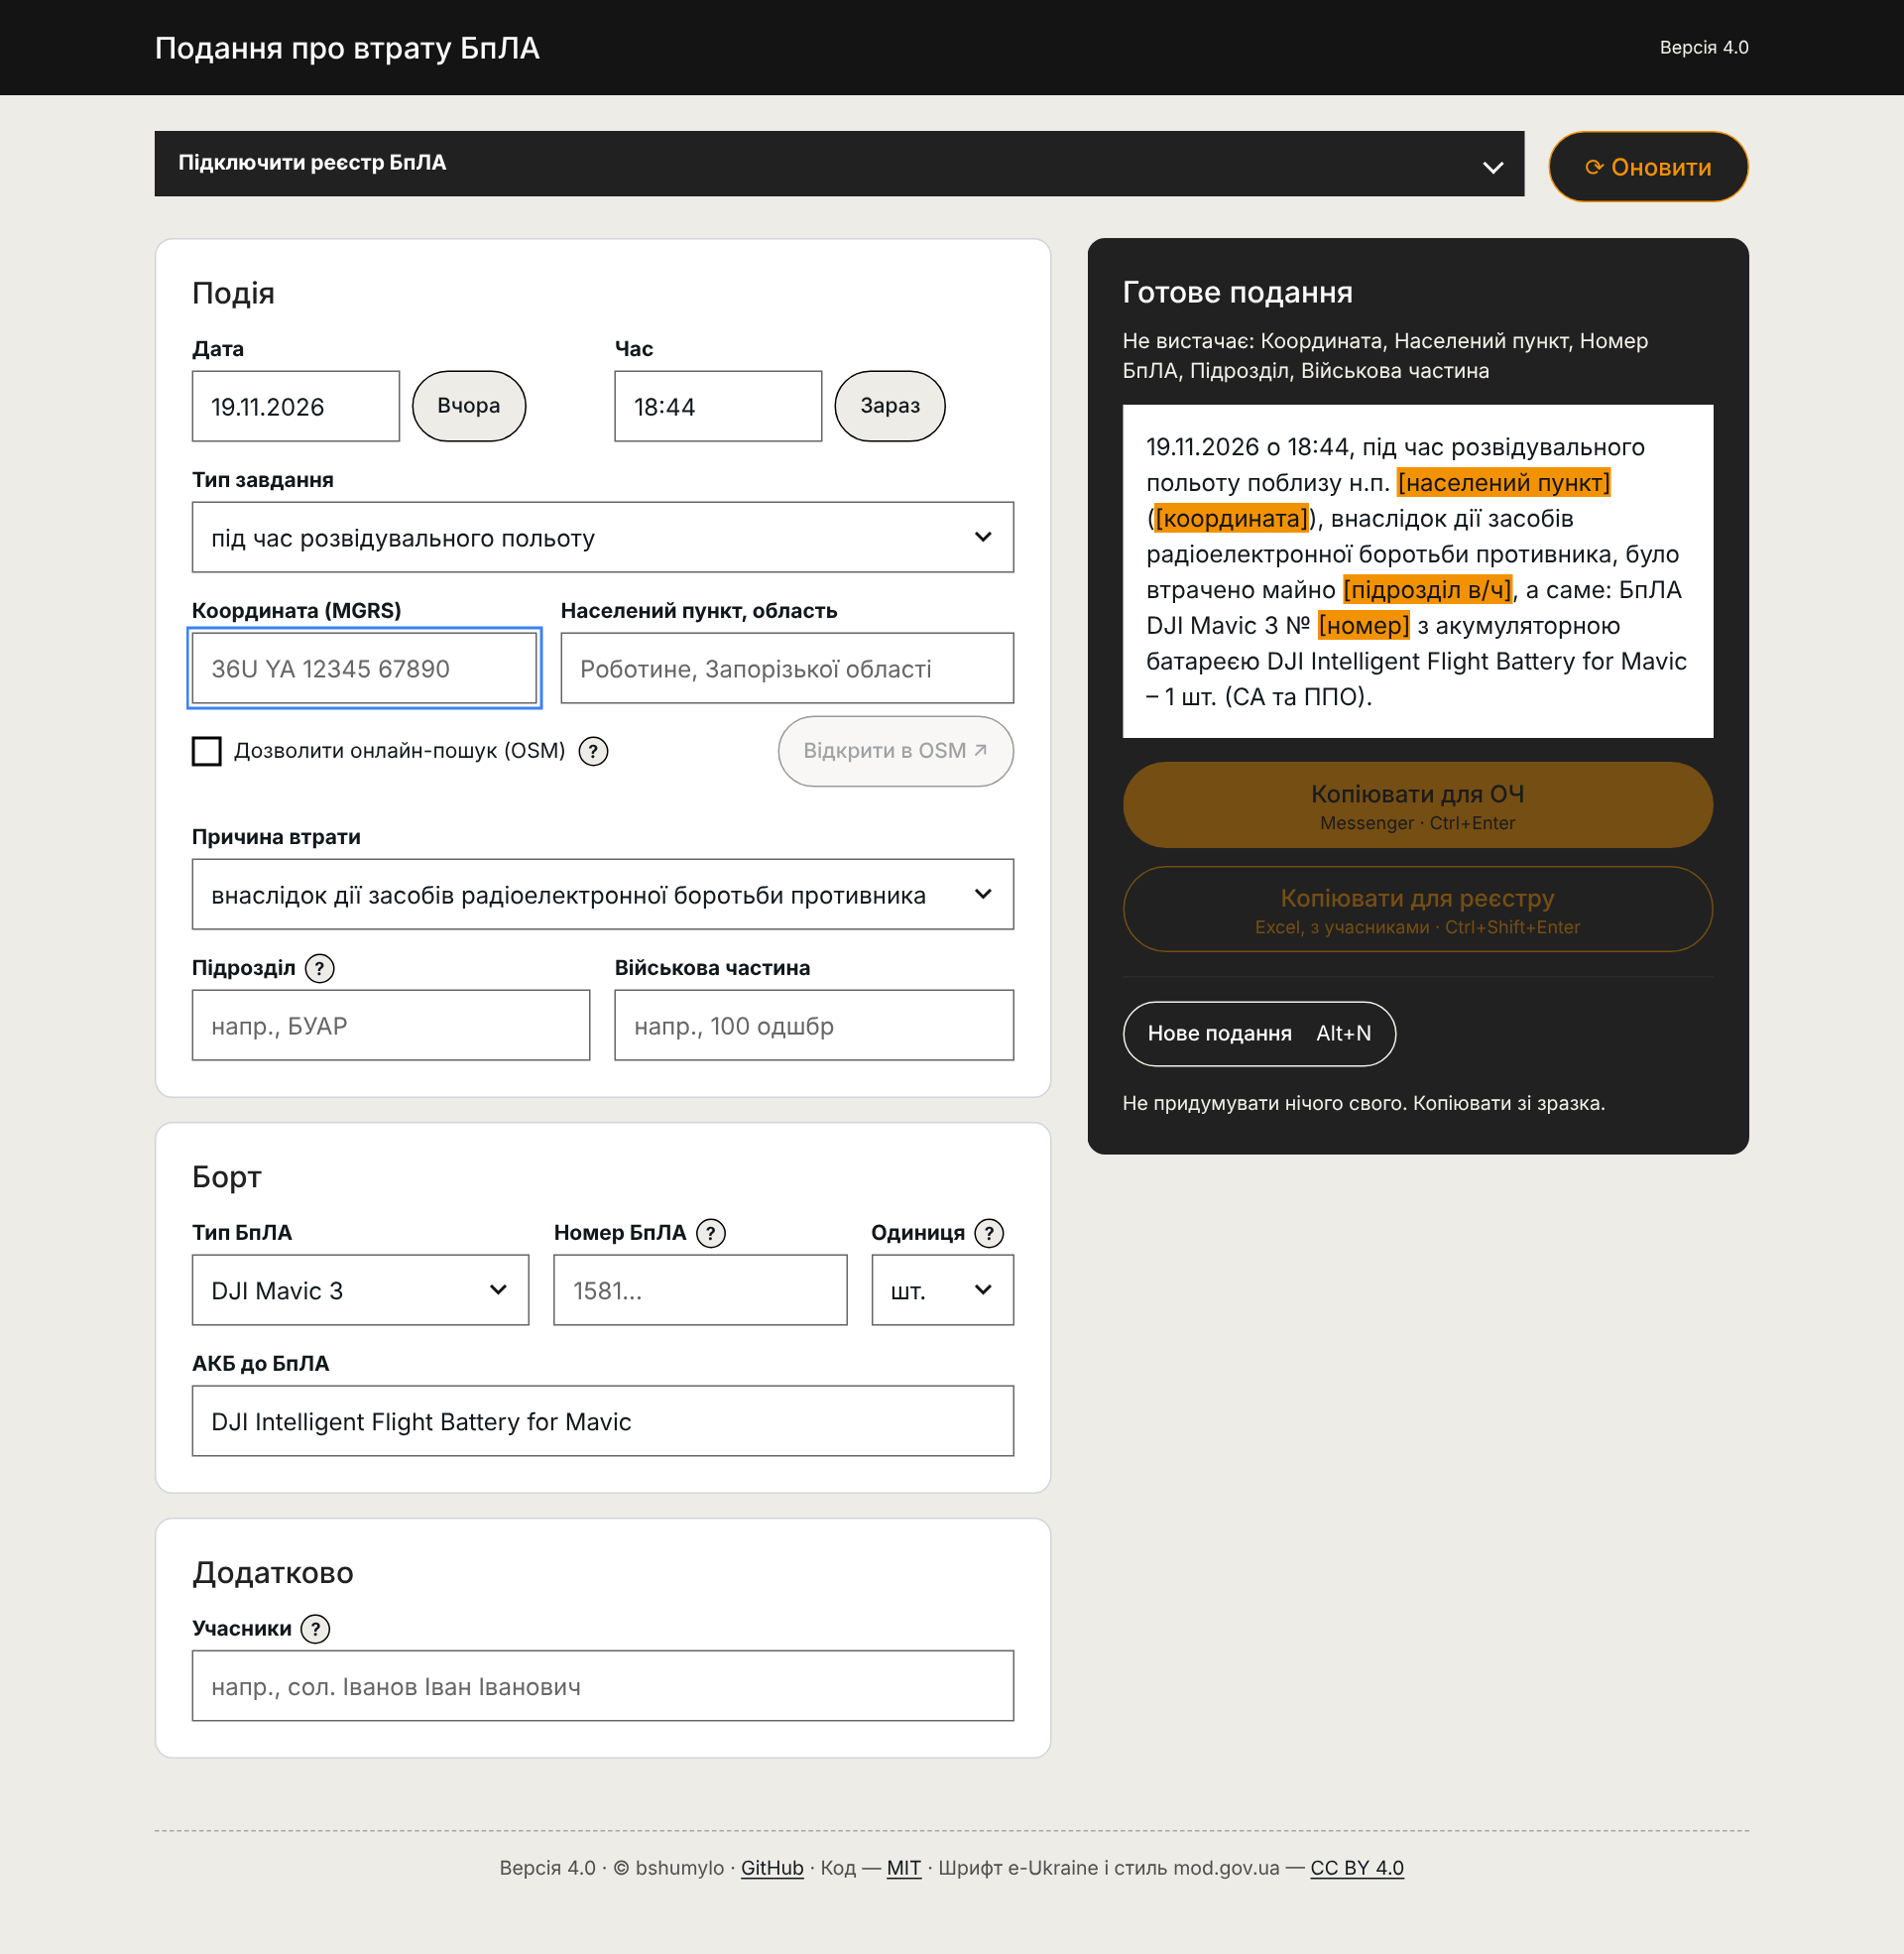 Подання про втрату БпЛА
Версія 4.0
Підключити реєстр БпЛА
⟳ Оновити
Подія
Дата
Час
19.11.2026
Вчора
18:44
Зараз
Тип завдання
під час розвідувального польоту
Координата (MGRS)
Населений пункт, область
36U YA 12345 67890
Роботине, Запорізької області
Дозволити онлайн-пошук (OSM) ?
Відкрити в OSM ↗
Причина втрати
внаслідок дії засобів радіоелектронної боротьби противника
Підрозділ ?
Військова частина
напр., БУАР
напр., 100 одшбр
Борт
Тип БпЛА
Номер БпЛА ?
Одиниця ?
DJI Mavic 3
1581...
шт.
АКБ до БпЛА
DJI Intelligent Flight Battery for Mavic
Додатково
Учасники ?
напр., сол. Іванов Іван Іванович
Готове подання
Не вистачає: Координата, Населений пункт, Номер
БпЛА, Підрозділ, Військова частина
19.11.2026 о 18:44, під час розвідувального
польоту поблизу н.п. [населений пункт]
([координата]), внаслідок дії засобів
радіоелектронної боротьби противника, було
втрачено майно [підрозділ в/ч], а саме: БпЛА
DJI Mavic 3 № [номер] з акумуляторною
батареєю DJI Intelligent Flight Battery for Mavic
– 1 шт. (СА та ППО).
Копіювати для ОЧ
Messenger · Ctrl+Enter
Копіювати для реєстру
Excel, з учасниками · Ctrl+Shift+Enter
Нове подання Alt+N
Не придумувати нічого свого. Копіювати зі зразка.
Версія 4.0 · © bshumylo · GitHub · Код — MIT · Шрифт e-Ukraine і стиль mod.gov.ua — CC BY 4.0